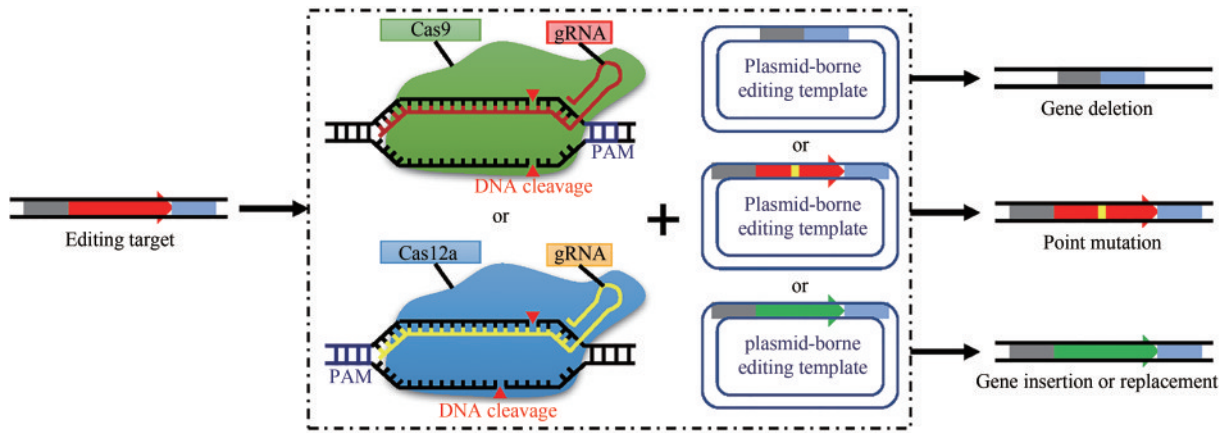 Editing target
Cas9
gRNA
PAM
DNA cleavage
or
Cas12a
gRNA
PAM
DNA cleavage
Plasmid-borne
editing template
or
Plasmid-borne
editing template
or
plasmid-borne
editing template
Gene deletion
Point mutation
Gene insertion or replacement